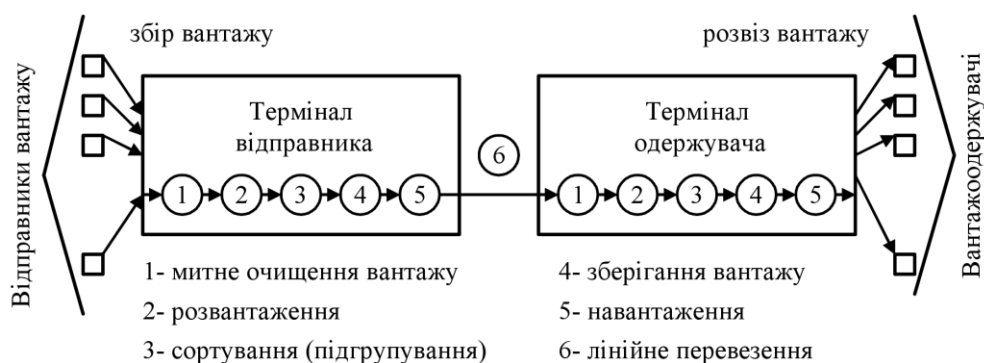 збір вантажу
розвіз вантажу
Відправники вантажу
Термінал
відправника
1 2 3 4 5
6
Термінал
одержувача
1 2 3 4 5
Вантажоодержувачі
1- митне очищення вантажу
2- розвантаження
3- сортування (підгрупування)
4- зберігання вантажу
5- навантаження
6- лінійне перевезення